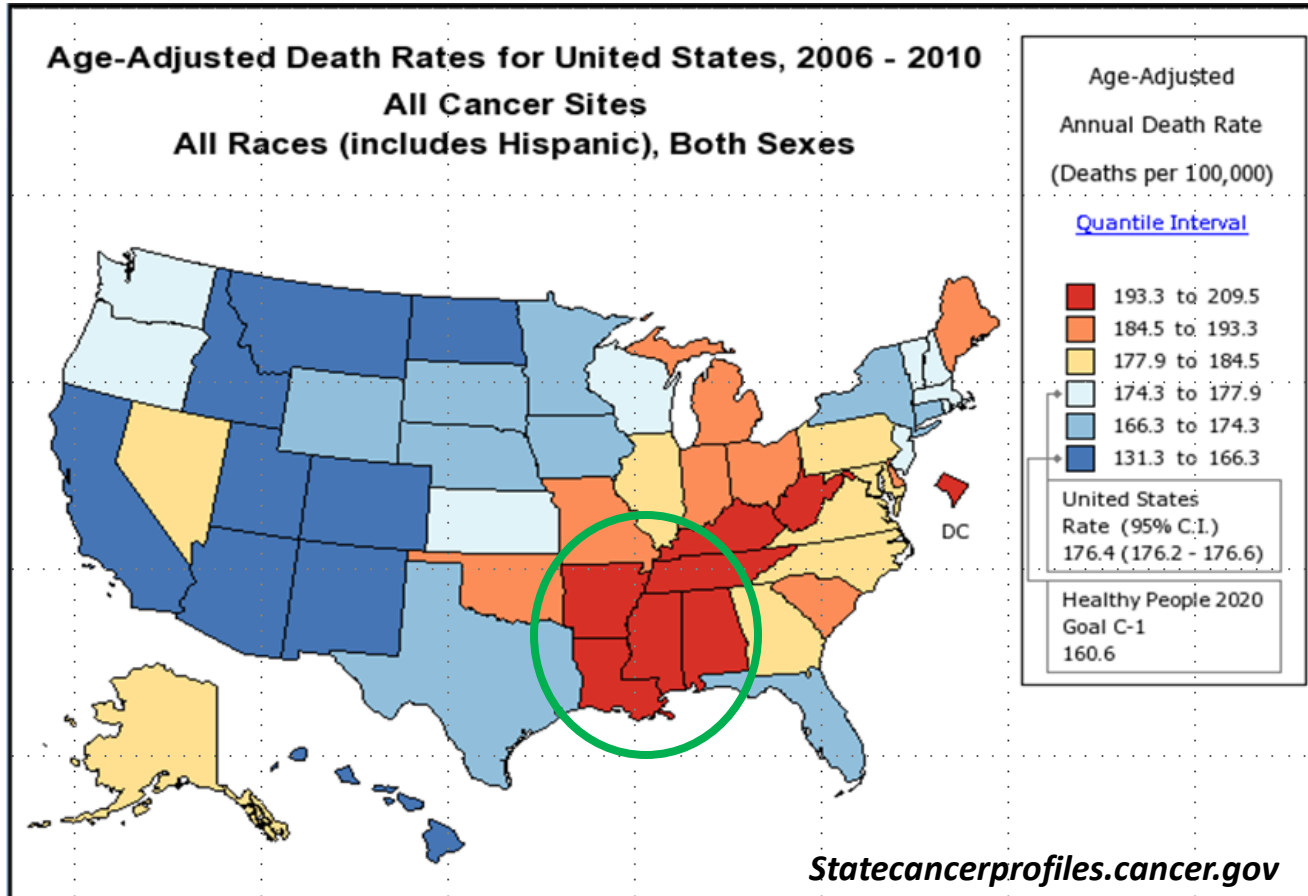 Age-Adjusted Death Rates for United States, 2006 - 2010
All Cancer Sites
All Races (includes Hispanic), Both Sexes
Age-Adjusted
Annual Death Rate
(Deaths per 100,000)
Quantile Interval
193.3 to 209.5
184.5 to 193.3
177.9 to 184.5
174.3 to 177.9
166.3 to 174.3
131.3 to 166.3
United States
Rate (95% C.I.)
176.4 (176.2 - 176.6)
Healthy People 2020
Goal C-1
160.6
DC
Statecancerprofiles.cancer.gov